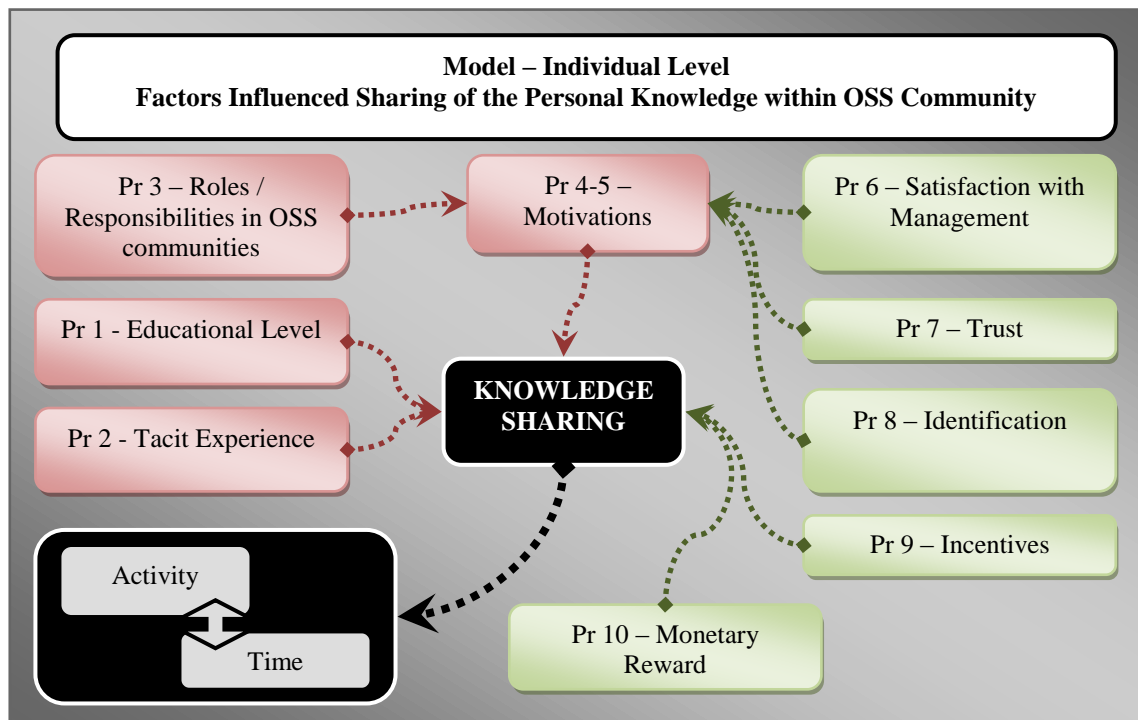 Model – Individual Level
Factors Influenced Sharing of the Personal Knowledge within OSS Community
Pr 3 – Roles /
Responsibilities in OSS
communities
Pr 4-5 –
Motivations
Pr 6 – Satisfaction with
Management
Pr 1 - Educational Level
Pr 7 – Trust
KNOWLEDGE
SHARING
Pr 2 - Tacit Experience
Pr 8 – Identification
Pr 9 – Incentives
Activity
Time
Pr 10 – Monetary
Reward